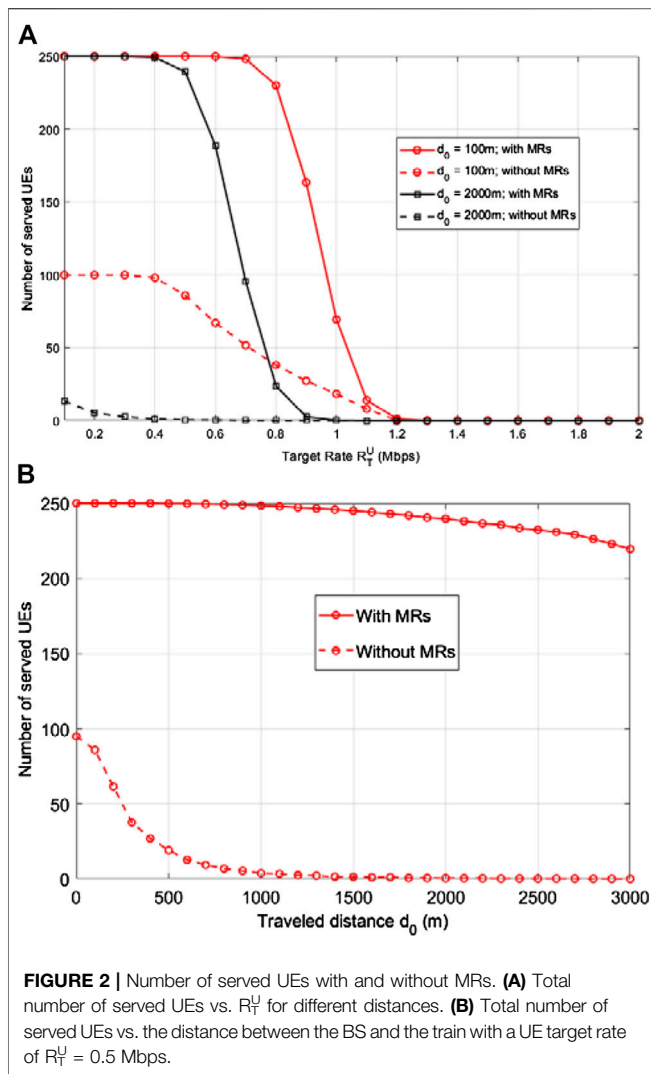 A
250
200
150
100
50
0
Number of served UEs
d0 = 100m; with MRs
d0 = 100m; without MRs
d0 = 2000m; with MRs
d0 = 2000m; without MRs
0.2 0.4 0.6 0.8 1 1.2 1.4 1.6 1.8 2
Target Rate R_T^U (Mbps)
B
250
200
150
100
50
0
Number of served UEs
With MRs
Without MRs
0 500 1000 1500 2000 2500 3000
Traveled distance d0 (m)
FIGURE 2 | Number of served UEs with and without MRs. (A) Total
number of served UEs vs. R_T^U for different distances. (B) Total number of
served UEs vs. the distance between the BS and the train with a UE target rate
of R_T^U = 0.5 Mbps.